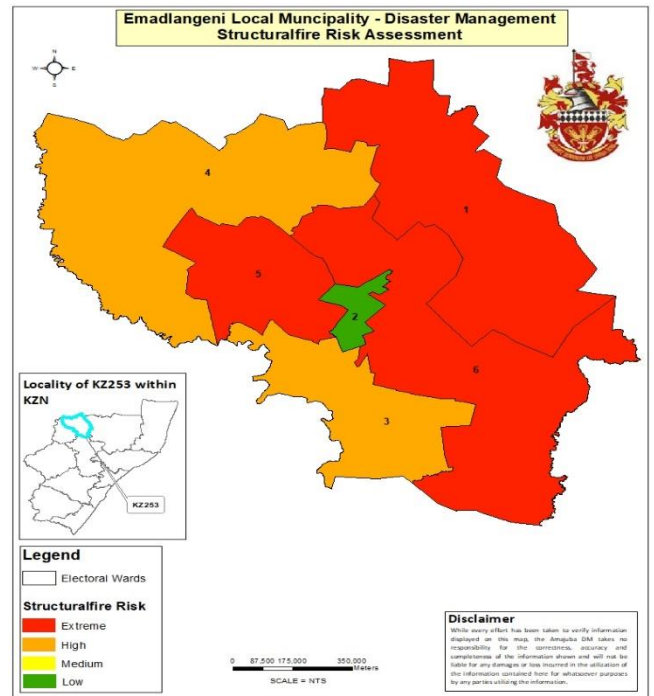 Emadlangeni Local Muncipality - Disaster Management
Structuralfire Risk Assessment
N
W
E
S
4
1
5
2
6
3
Locality of KZ253 within
KZN
KZ253
Legend
Electoral Wards
Structuralfire Risk
Extreme
High
Medium
Low
0 87,500 175,000 350,000
Meters
SCALE = NTS
Disclaimer
While every effort has been taken to verify information
displayed on this map, the Amajuba DM takes no
responsibility for the correctness, accuracy and
completeness of the information shown and will not be
liable for any damages or loss incurred in the utilization of
the information contained here for whatsoever purposes
by any parties utilizing the information.